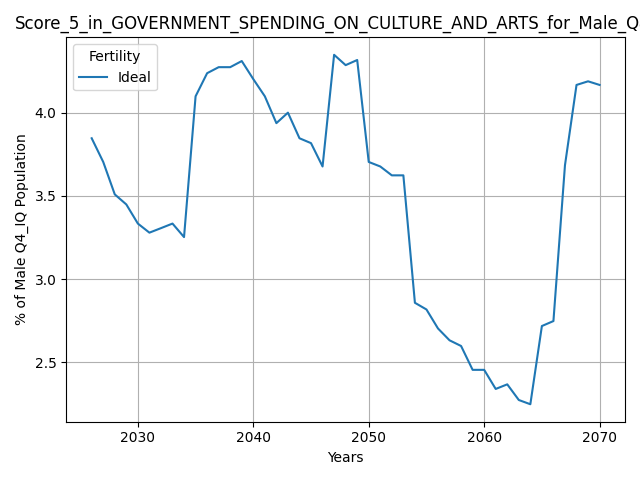 Score_5_in_GOVERNMENT_SPENDING_ON_CULTURE_AND_ARTS_for_Male_Q
Fertility
Ideal
% of Male Q4_IQ Population
4.0
3.5
3.0
2.5
2030 2040 2050 2060 2070
Years